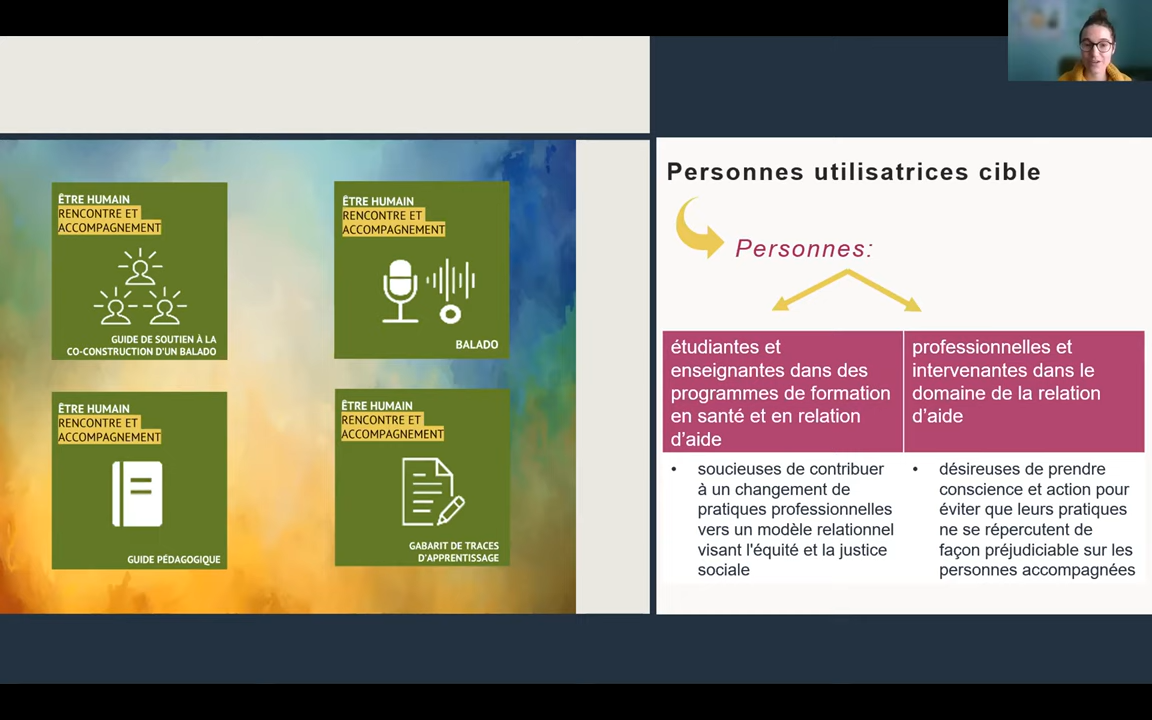 ÊTRE HUMAIN
RENCONTRE ET
ACCOMPAGNEMENT
GUIDE DE SOUTIEN À LA
CO-CONSTRUCTION D'UN BALADO
ÊTRE HUMAIN
RENCONTRE ET
ACCOMPAGNEMENT
BALADO
ÊTRE HUMAIN
RENCONTRE ET
ACCOMPAGNEMENT
GUIDE PÉDAGOGIQUE
ÊTRE HUMAIN
RENCONTRE ET
ACCOMPAGNEMENT
GABARIT DE TRACES
D'APPRENTISSAGE
Personnes utilisatrices cible
Personnes:
étudiantes et
enseignantes dans des
programmes de formation
en santé et en relation
d’aide
professionnelles et
intervenantes dans le
domaine de la relation
d’aide
• soucieuses de contribuer
à un changement de
pratiques professionnelles
vers un modèle relationnel
visant l'équité et la justice
sociale
• désireuses de prendre
conscience et action pour
éviter que leurs pratiques
ne se répercutent de
façon préjudiciable sur les
personnes accompagnées